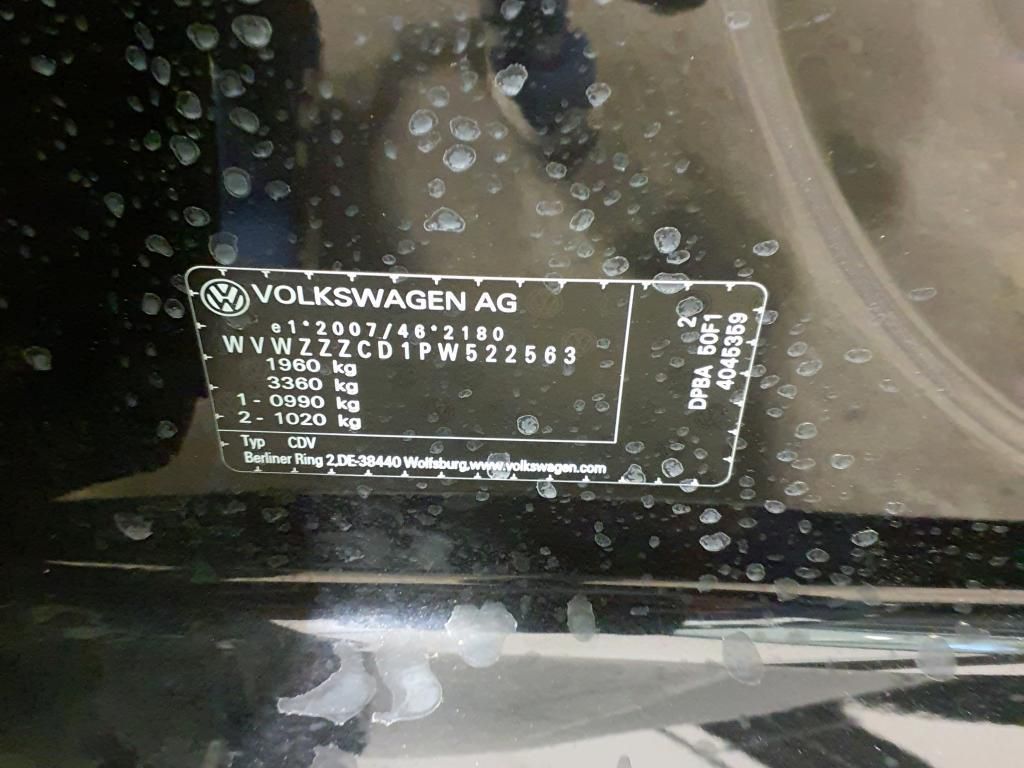 VOLKSWAGEN AG
e1*2007/46*2180
WVWZZZCD1PW522563
1960 kg
3360 kg
1 - 0990 kg
2 - 1020 kg
Typ CDV
Berliner Ring 2,DE-38440 Wolfsburg,www.volkswagen.com
2
DPBA 50F1
4045359